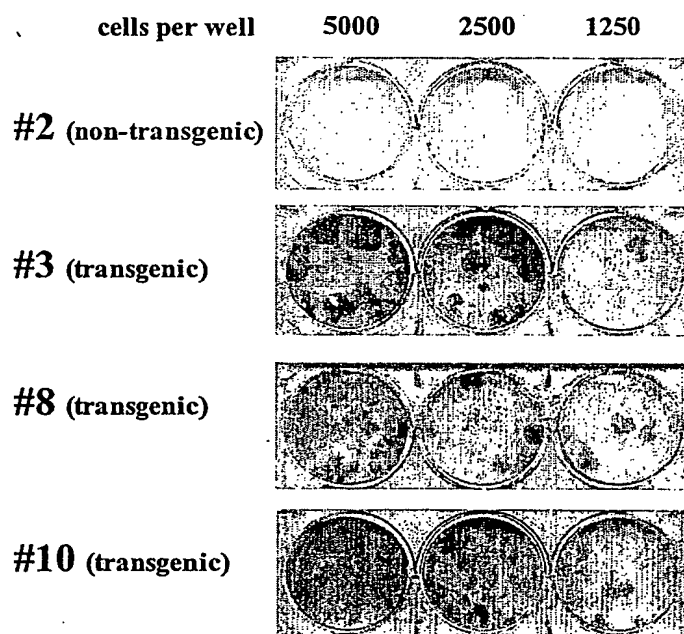 cells per well 5000 2500 1250
#2 (non-transgenic)
#3 (transgenic)
#8 (transgenic)
#10 (transgenic)